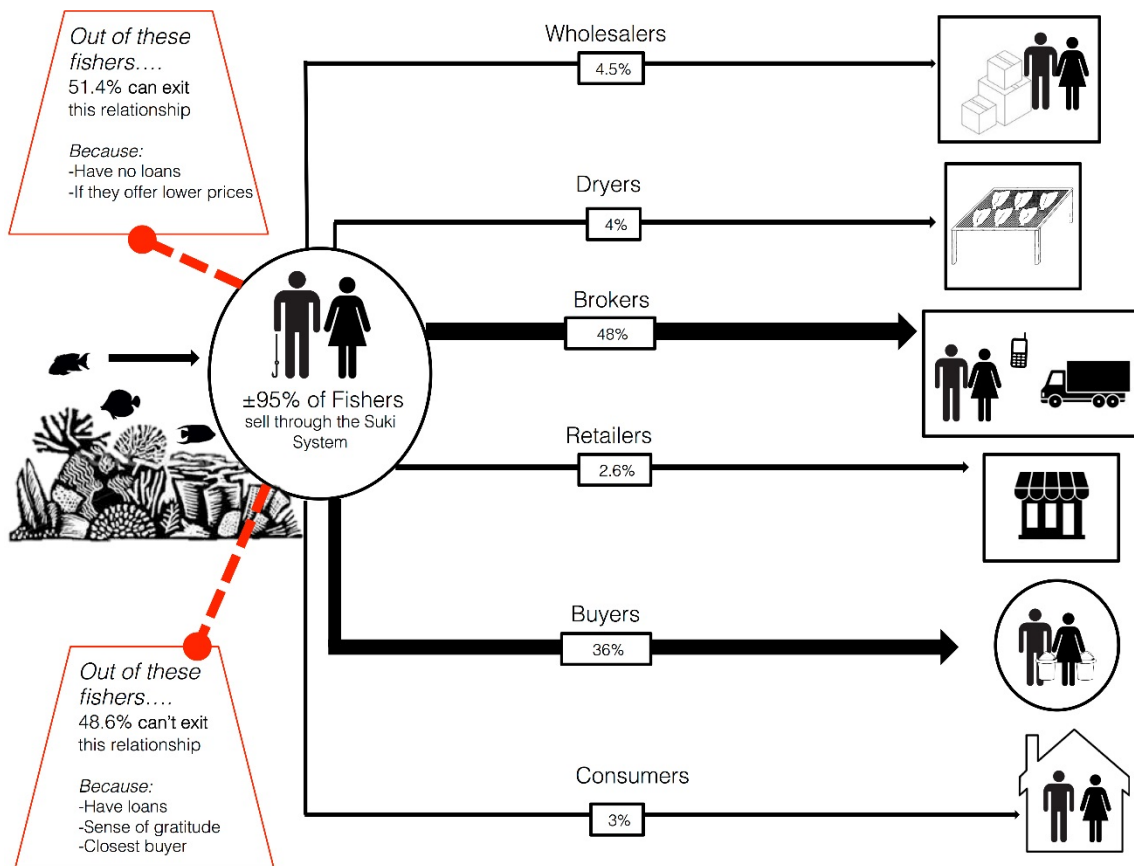 Out of these
fishers....
51.4% can exit
this relationship
Because:
-Have no loans
-If they offer lower prices
Wholesalers
4.5%
Dryers
4%
Brokers
48%
±95% of Fishers
sell through the Suki
System
Retailers
2.6%
Buyers
36%
Out of these
fishers....
48.6% can't exit
this relationship
Because:
-Have loans
-Sense of gratitude
-Closest buyer
Consumers
3%